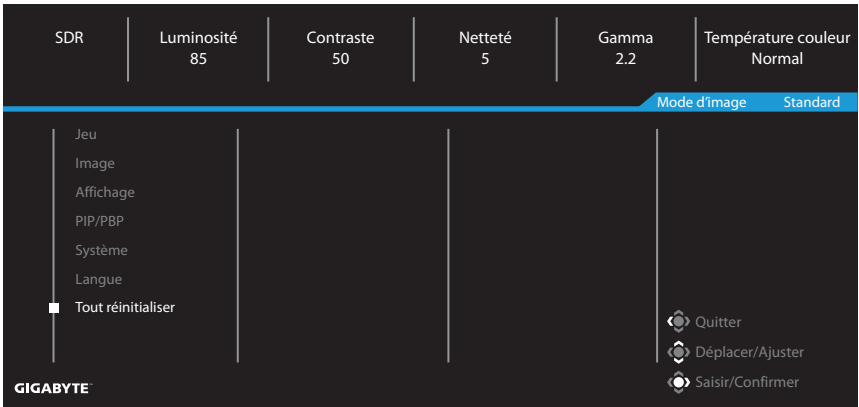 SDR Luminosité Contraste Netteté Gamma Température couleur
85 50 5 2.2 Normal
Mode d'image Standard
Jeu
Image
Affichage
PIP/PBP
Système
Langue
Tout réinitialiser
Quitter
Déplacer/Ajuster
Saisir/Confirmer
GIGABYTE™